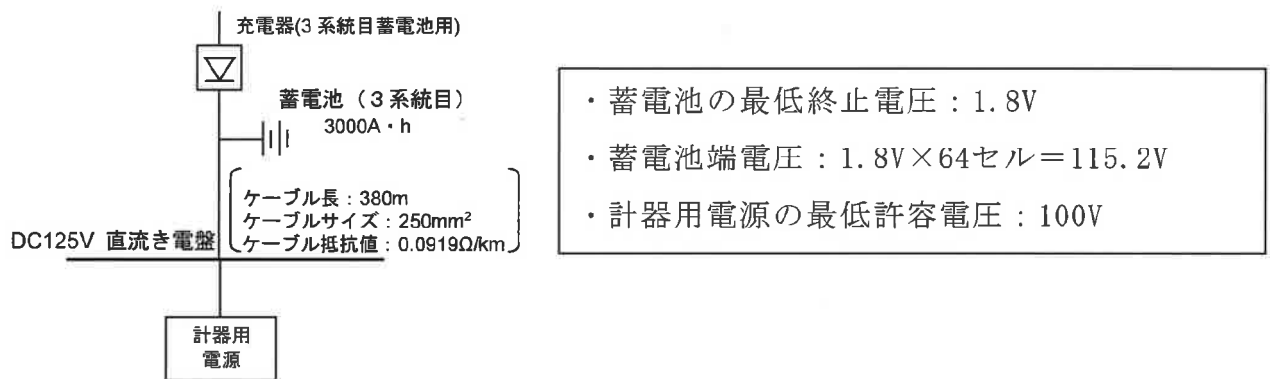 充電器(3系統目蓄電池用)
蓄電池（3系統目）
3000A・h
ケーブル長：380m
ケーブルサイズ：250mm²
ケーブル抵抗値：0.0919Ω/km
DC125V 直流き電盤
計器用
電源
・蓄電池の最低終止電圧：1.8V
・蓄電池端電圧：1.8V×64セル＝115.2V
・計器用電源の最低許容電圧：100V